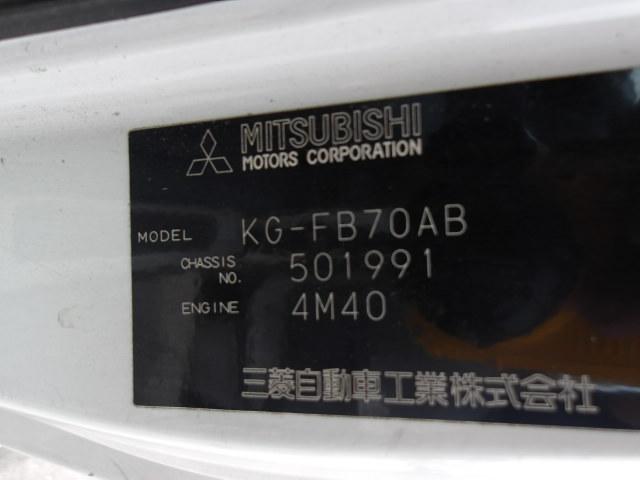 MITSUBISHI
MOTORS CORPORATION
MODEL KG-FB70AB
CHASSIS NO. 501991
ENGINE 4M40
三菱自動車工業株式会社